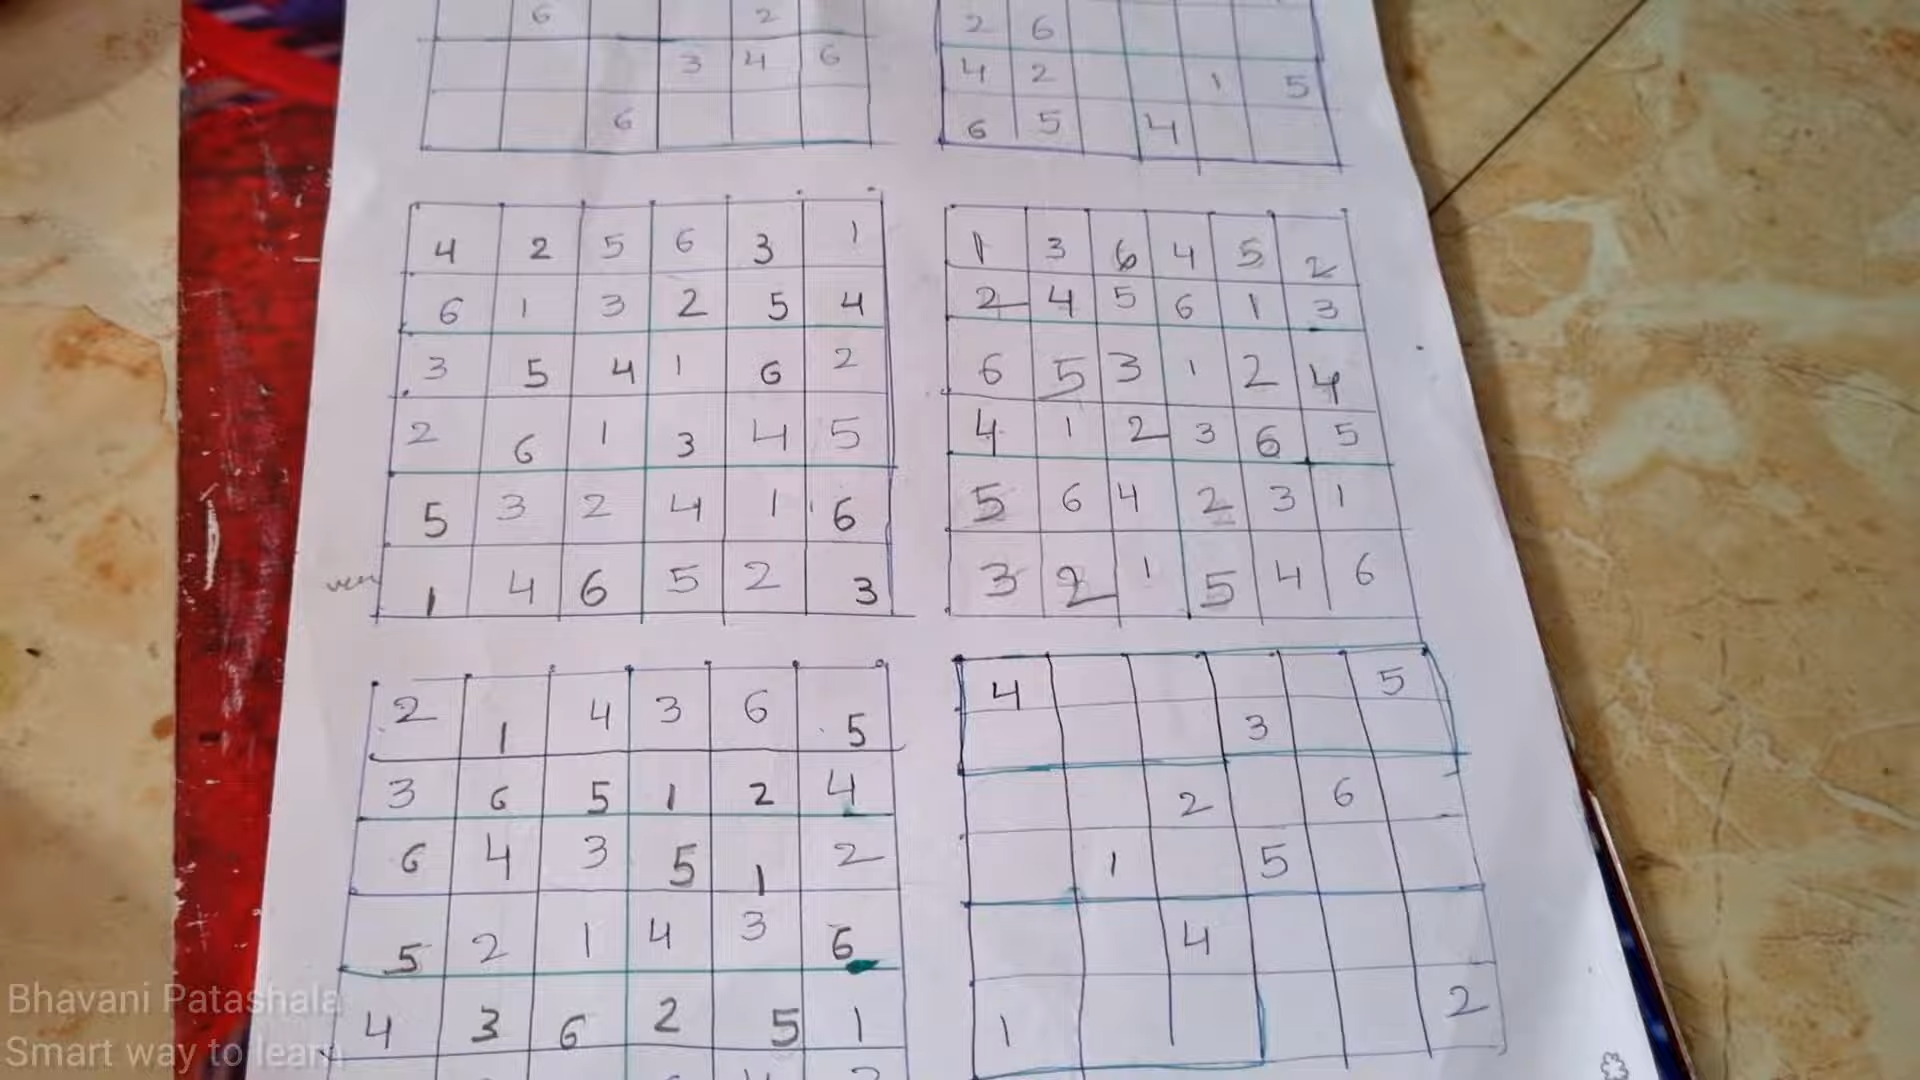 6 2
3 4 6
6
2 6
4 2 1 5
6 5 4
4 2 5 6 3 1
6 1 3 2 5 4
3 5 4 1 6 2
2 6 1 3 4 5
5 3 2 4 1 6
1 4 6 5 2 3
1 3 6 4 5 2
2 4 5 6 1 3
6 5 3 1 2 4
4 1 2 3 6 5
5 6 4 2 3 1
3 2 1 5 4 6
2 1 4 3 6 5
3 6 5 1 2 4
6 4 3 5 1 2
5 2 1 4 3 6
4 3 6 2 5 1
4 5
3
2 6
1 5
4
1 2
Bhavani Patashala
Smart way to learn